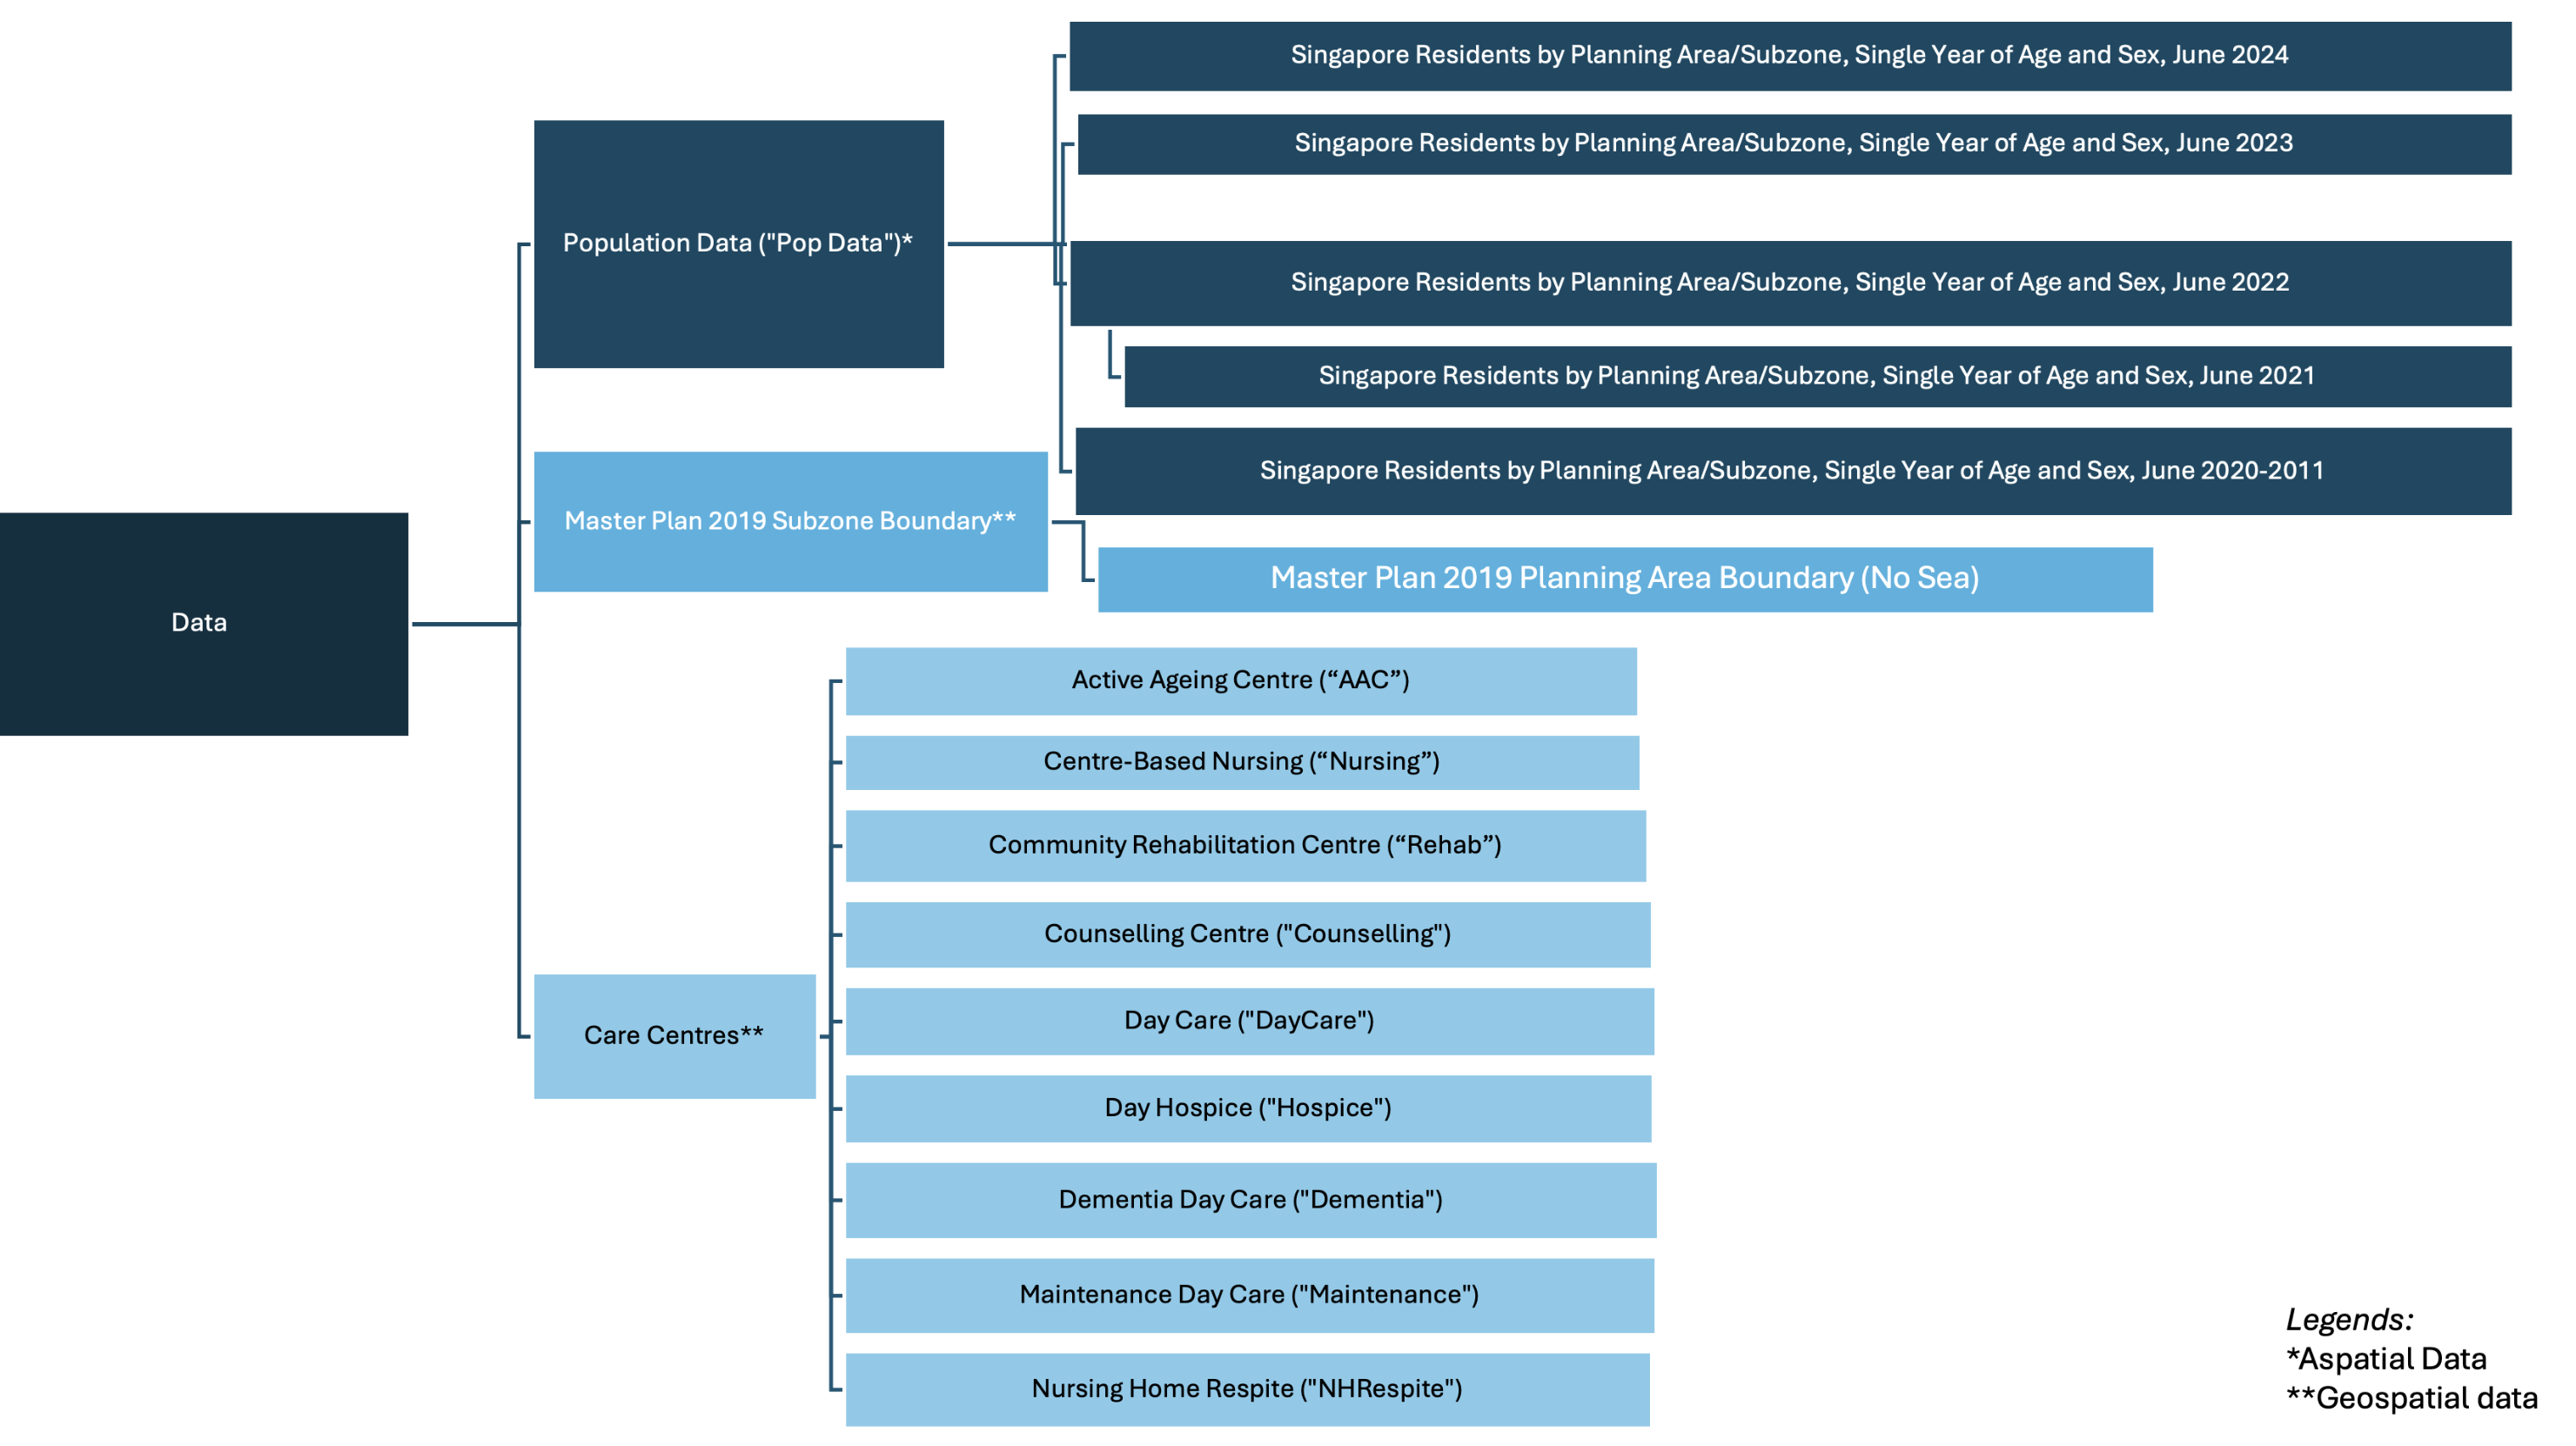 Data
Population Data ("Pop Data")*
Singapore Residents by Planning Area/Subzone, Single Year of Age and Sex, June 2024
Singapore Residents by Planning Area/Subzone, Single Year of Age and Sex, June 2023
Singapore Residents by Planning Area/Subzone, Single Year of Age and Sex, June 2022
Singapore Residents by Planning Area/Subzone, Single Year of Age and Sex, June 2021
Singapore Residents by Planning Area/Subzone, Single Year of Age and Sex, June 2020-2011
Master Plan 2019 Subzone Boundary**
Master Plan 2019 Planning Area Boundary (No Sea)
Care Centres**
Active Ageing Centre (“AAC”)
Centre-Based Nursing (“Nursing”)
Community Rehabilitation Centre (“Rehab”)
Counselling Centre ("Counselling")
Day Care ("DayCare")
Day Hospice ("Hospice")
Dementia Day Care ("Dementia")
Maintenance Day Care ("Maintenance")
Nursing Home Respite ("NHRespite")
Legends:
*Aspatial Data
**Geospatial data